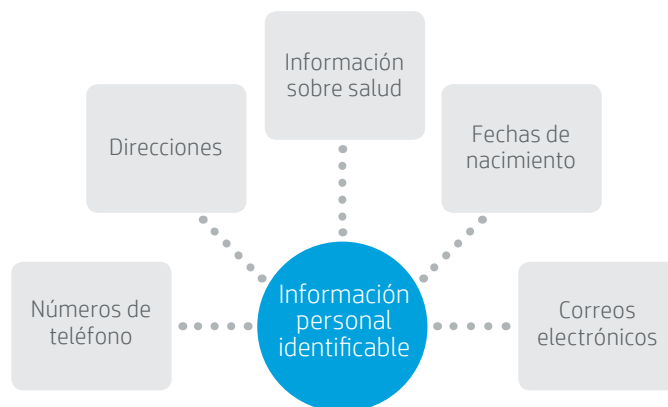 Información
sobre salud
Direcciones
Fechas de
nacimiento
Números de
teléfono
Información
personal
identificable
Correos
electrónicos